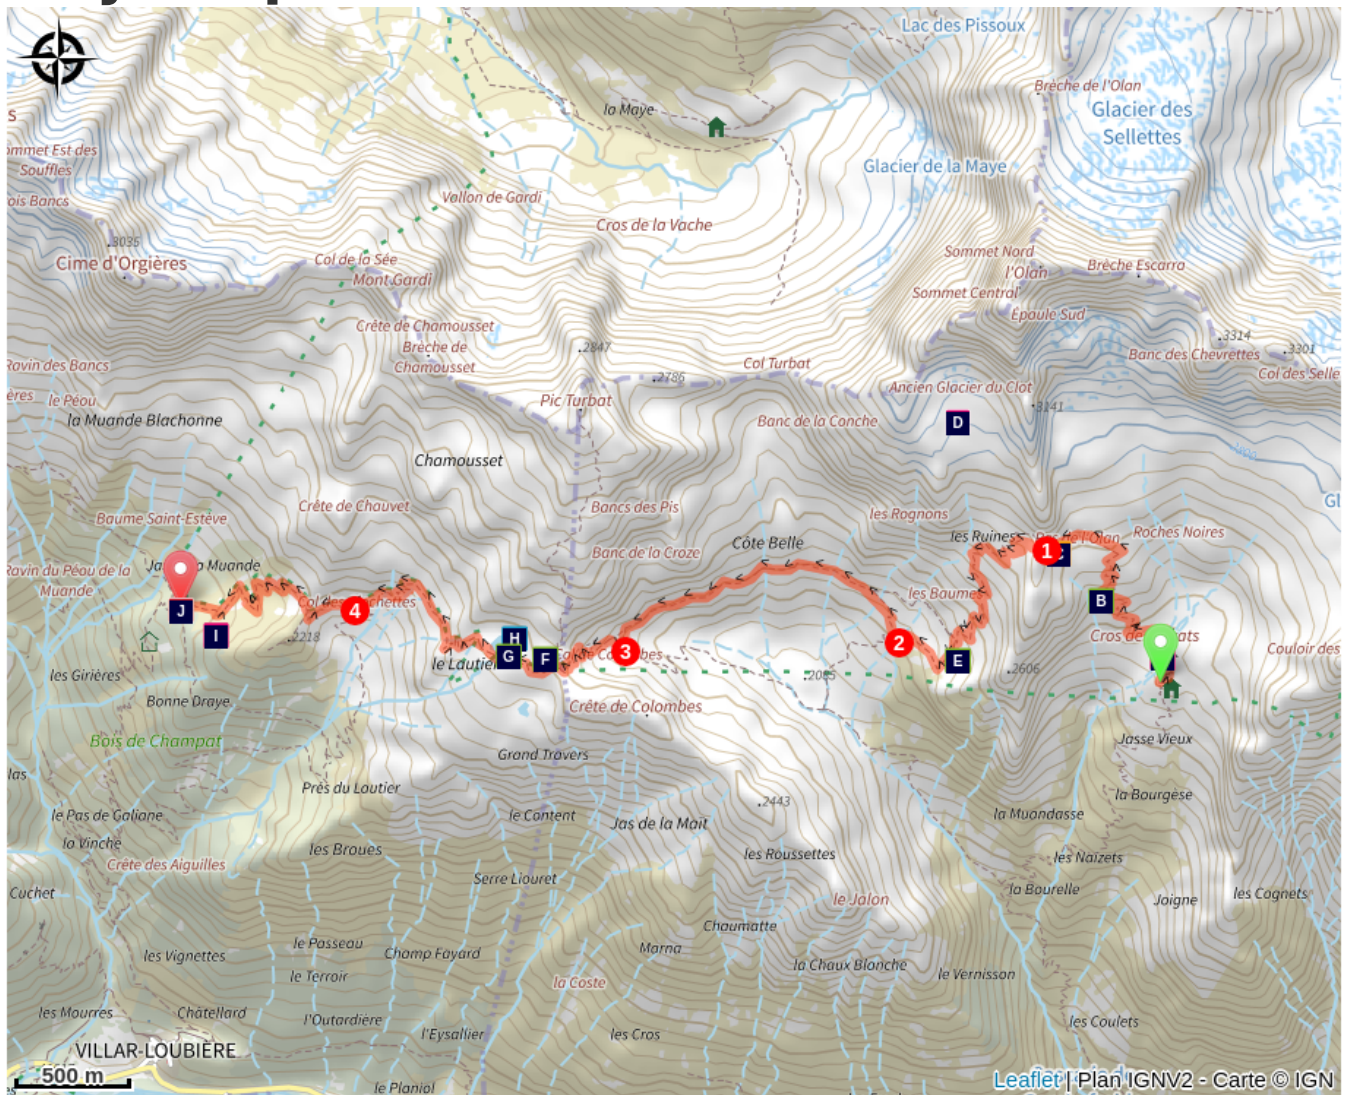 Lac des Pissoux
Brèche de l'Olan
Glacier des
Sellettes
la Maye
s
ommet Est des
Souffles
ois Bancs
Glacier de la Maye
Vallon de Gardi
Cros de la Vache
3035
Cime d'Orgières
Col de la Sée
Mont Gardi
Sommet Nord
l'Olan
Sommet Central
Brèche Escarra
Épaule Sud
Crête de Chamousset
Brèche de
Chamousset
2847
3314
3301
Banc des Chevrettes
Col des Selle
Ravin des Bancs
Col Turbat
2786
Ancien Glacier du Clot
ères
le Péou
Pic Turbat
3141
la Muande Blachonne
Banc de la Conche
D
Chamousset
Crête de Chauvet
Bancs des Pis
les Rognons
Gl
Baume Saint-Estève
Roches Noires
les Ruines
Côte Belle
Banc de la Croze
1
Ravin du Péou de la
Muande
les Baumes
B
J
4
2218
I
H
G
F
le Lautier
3
2
E
Cros
Couloir des
2606
2085
les Girières
Bonne Draye
Crête de Colombes
Bois de Champat
Grand Travers
Jasse Vieux
las
Près du Loutier
la Bourgèse
2443
le Pas de Galiane
le Content
Jas de la Mait
la Muandasse
la Vinche
les Broues
les Roussettes
les Naïzets
Crête des Aiguilles
Serre Liouret
la Bourelle
Cuchet
le Jalon
Joigne
les Cognets
Chaumatte
les Vignettes
le Passeau
Champ Fayard
Marna
la Chaux Blanche
le Vernisson
le Terroir
la Coste
les Mourres
Châtellard
l'Outardière
l'Eysallier
les Cros
les Coulets
VILLAR-LOUBIÈRE
500 m
le Planiol
Leaflet | Plan IGNV2 - Carte © IGN